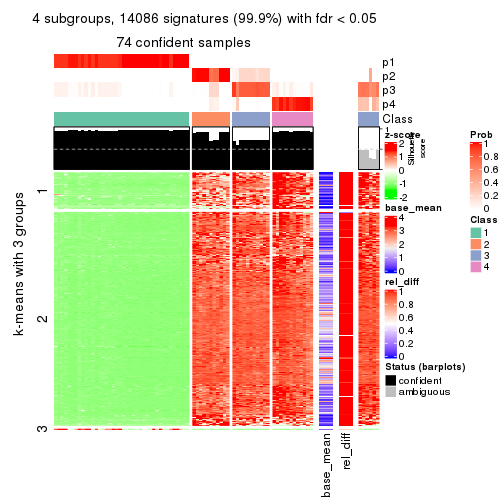 4 subgroups, 14086 signatures (99.9%) with fdr < 0.05
74 confident samples
p1
p2
p3
p4
Class
1
Silhouette
score
k-means with 3 groups
1
2
3
base_mean
rel_diff
z-score
2
1
0
-1
-2
base_mean
4
3
2
1
0
rel_diff
1
0.8
0.6
0.4
0.2
0
Status (barplots)
confident
ambiguous
Prob
1
0.8
0.6
0.4
0.2
0
Class
1
2
3
4